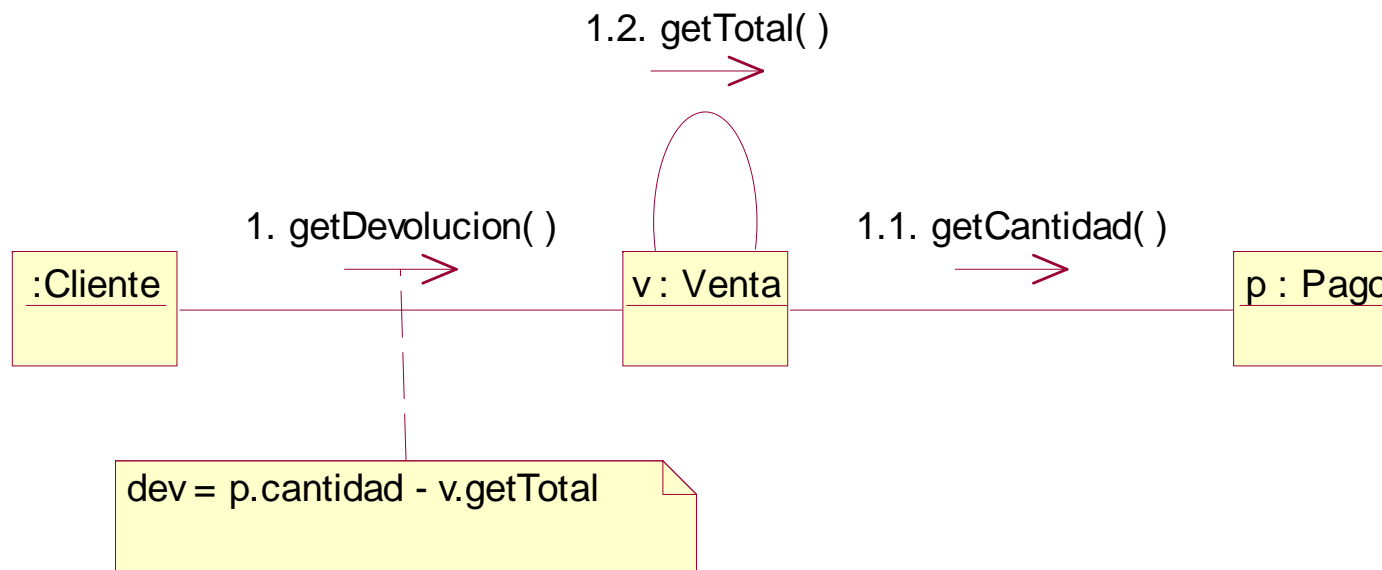 1.2. getTotal( )
1. getDevolucion( )
1.1. getCantidad( )
:Cliente
v : Venta
p : Pago
dev = p.cantidad - v.getTotal